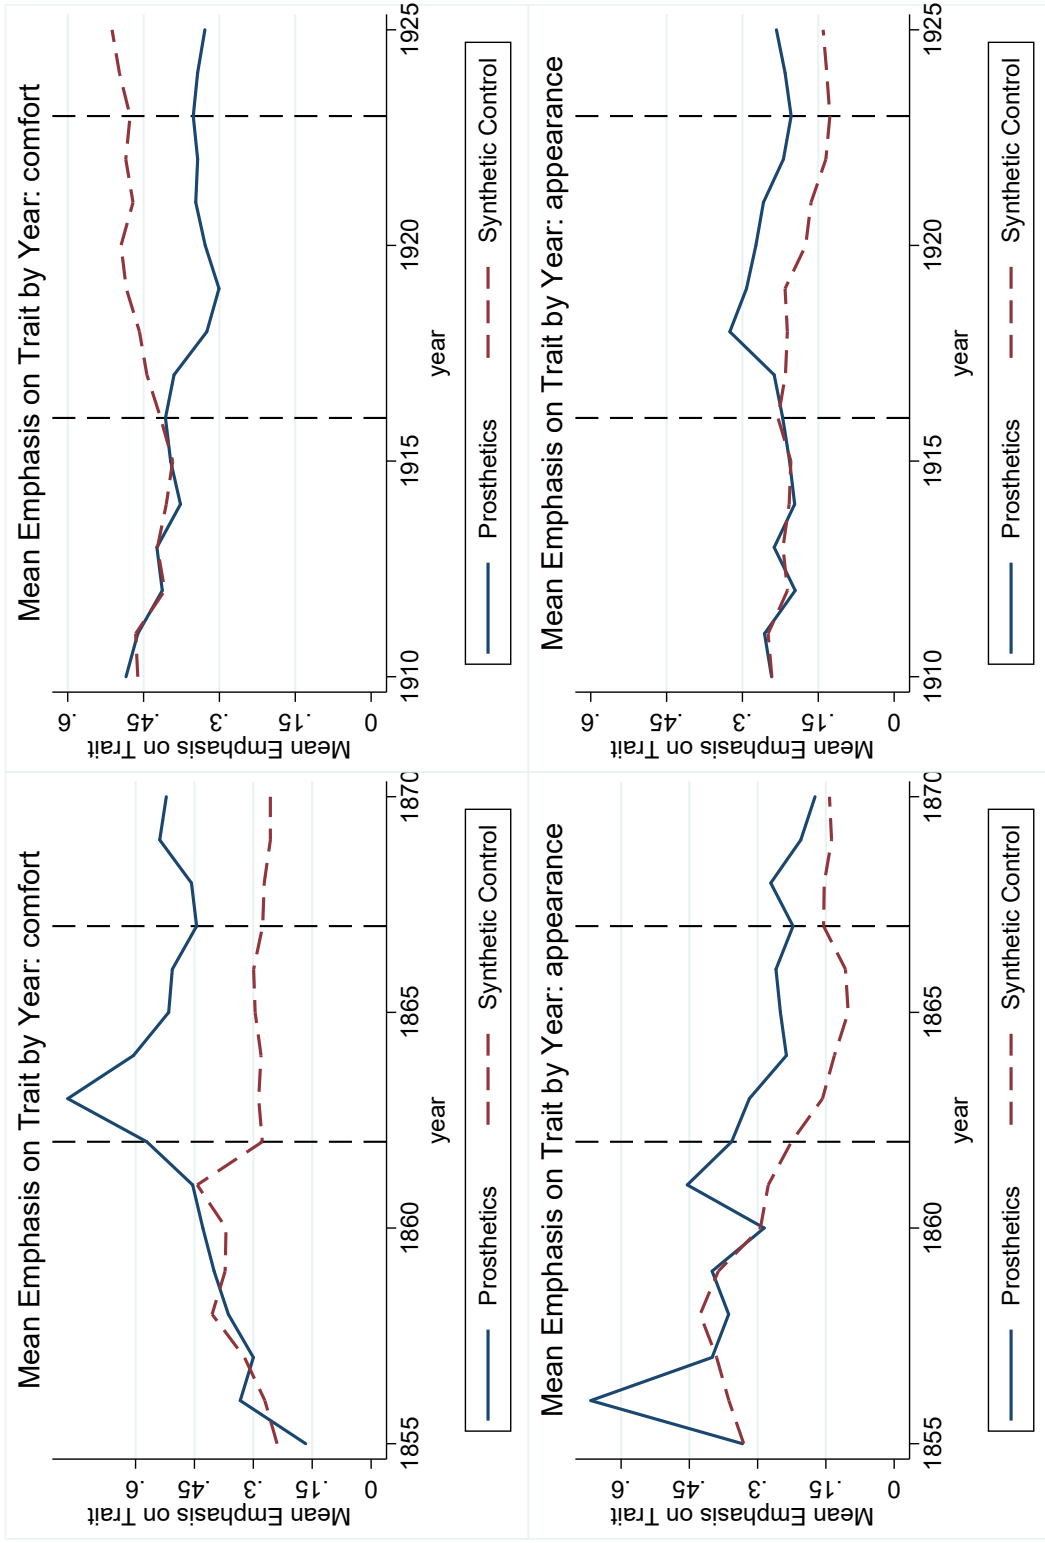 Mean Emphasis on Trait by Year: comfort
Mean Emphasis on Trait
.6
.45
.3
.15
0
1855
1860
1865
1870
year
Prosthetics
Synthetic Control
Mean Emphasis on Trait by Year: comfort
Mean Emphasis on Trait
.6
.45
.3
.15
0
1910
1915
1920
1925
year
Prosthetics
Synthetic Control
Mean Emphasis on Trait by Year: appearance
Mean Emphasis on Trait
.6
.45
.3
.15
0
1855
1860
1865
1870
year
Prosthetics
Synthetic Control
Mean Emphasis on Trait by Year: appearance
Mean Emphasis on Trait
.6
.45
.3
.15
0
1910
1915
1920
1925
year
Prosthetics
Synthetic Control